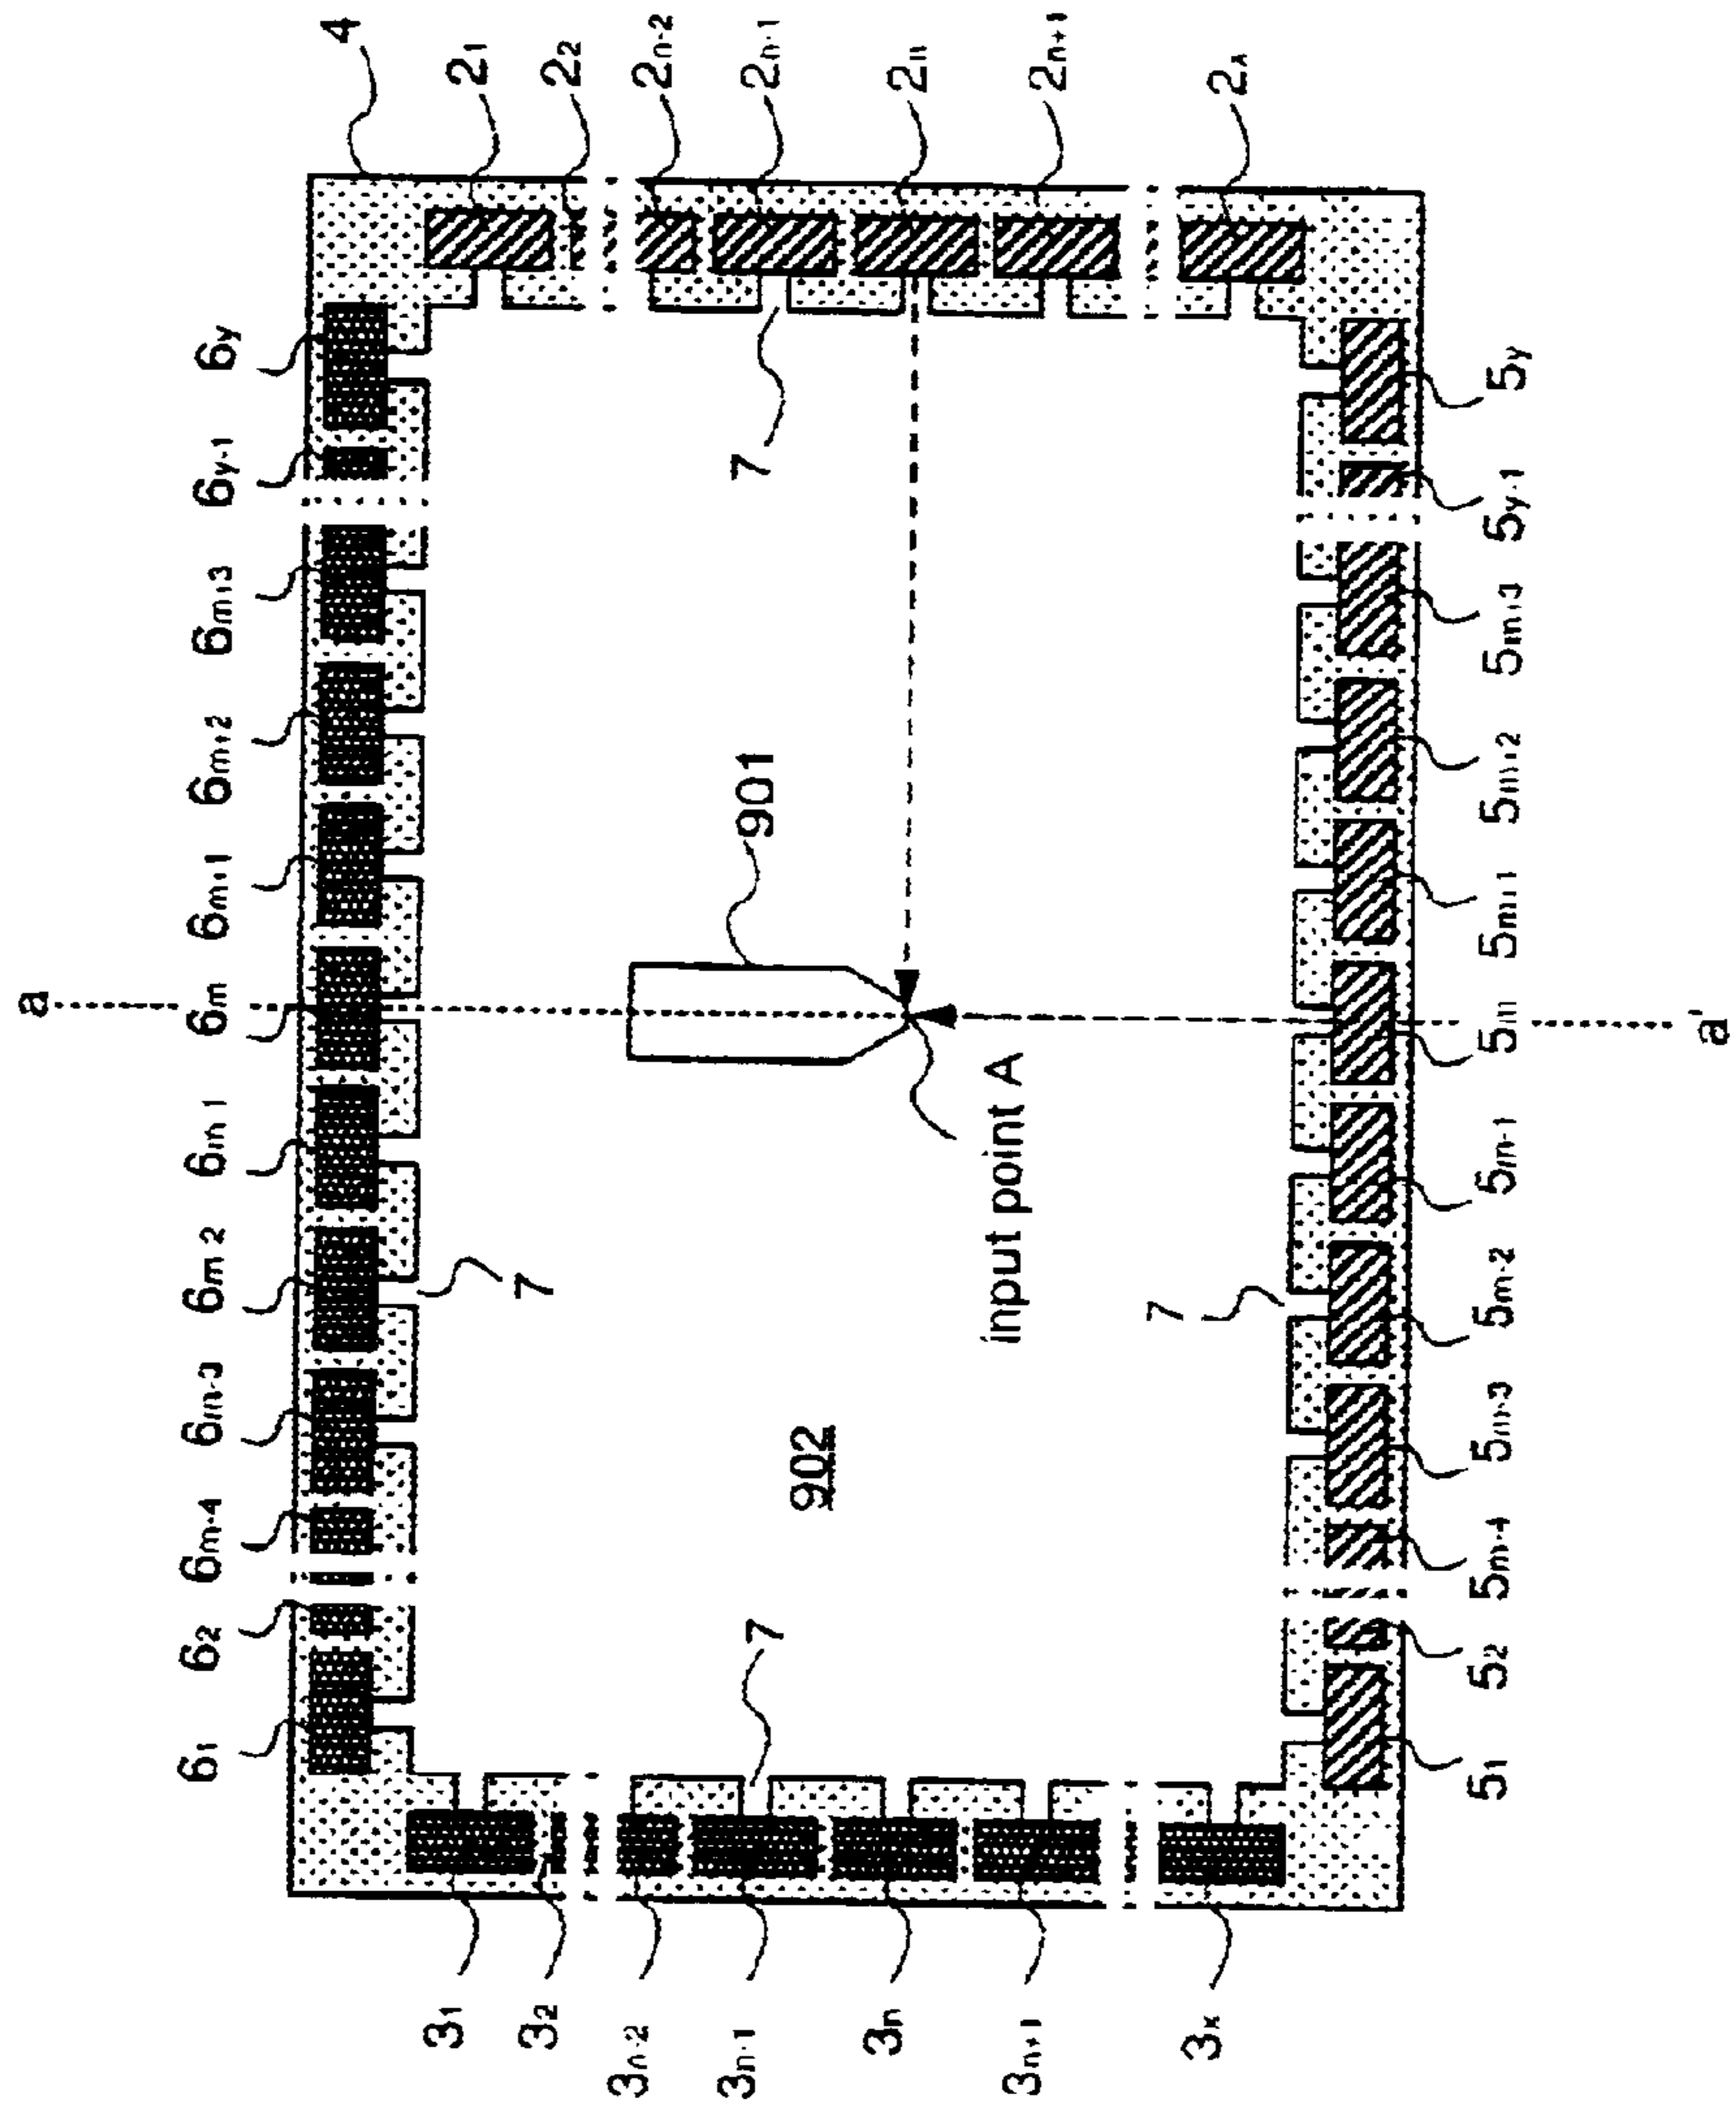 4
2₁
2₂
2n-2
2n-1
2n
2n+1
2x
6y
6y-1
6m+3
6m+2
6m+1
6m
6m-1
6m-2
6m-3
6m-4
6₂
6₁
a
a'
901
input point A
902
7
7
7
7
5y
5y-1
5m+3
5m+2
5m+1
5m
5m-1
5m-2
5m-3
5m-4
5₂
5₁
3₁
3₂
3n-2
3n-1
3n
3n+1
3x